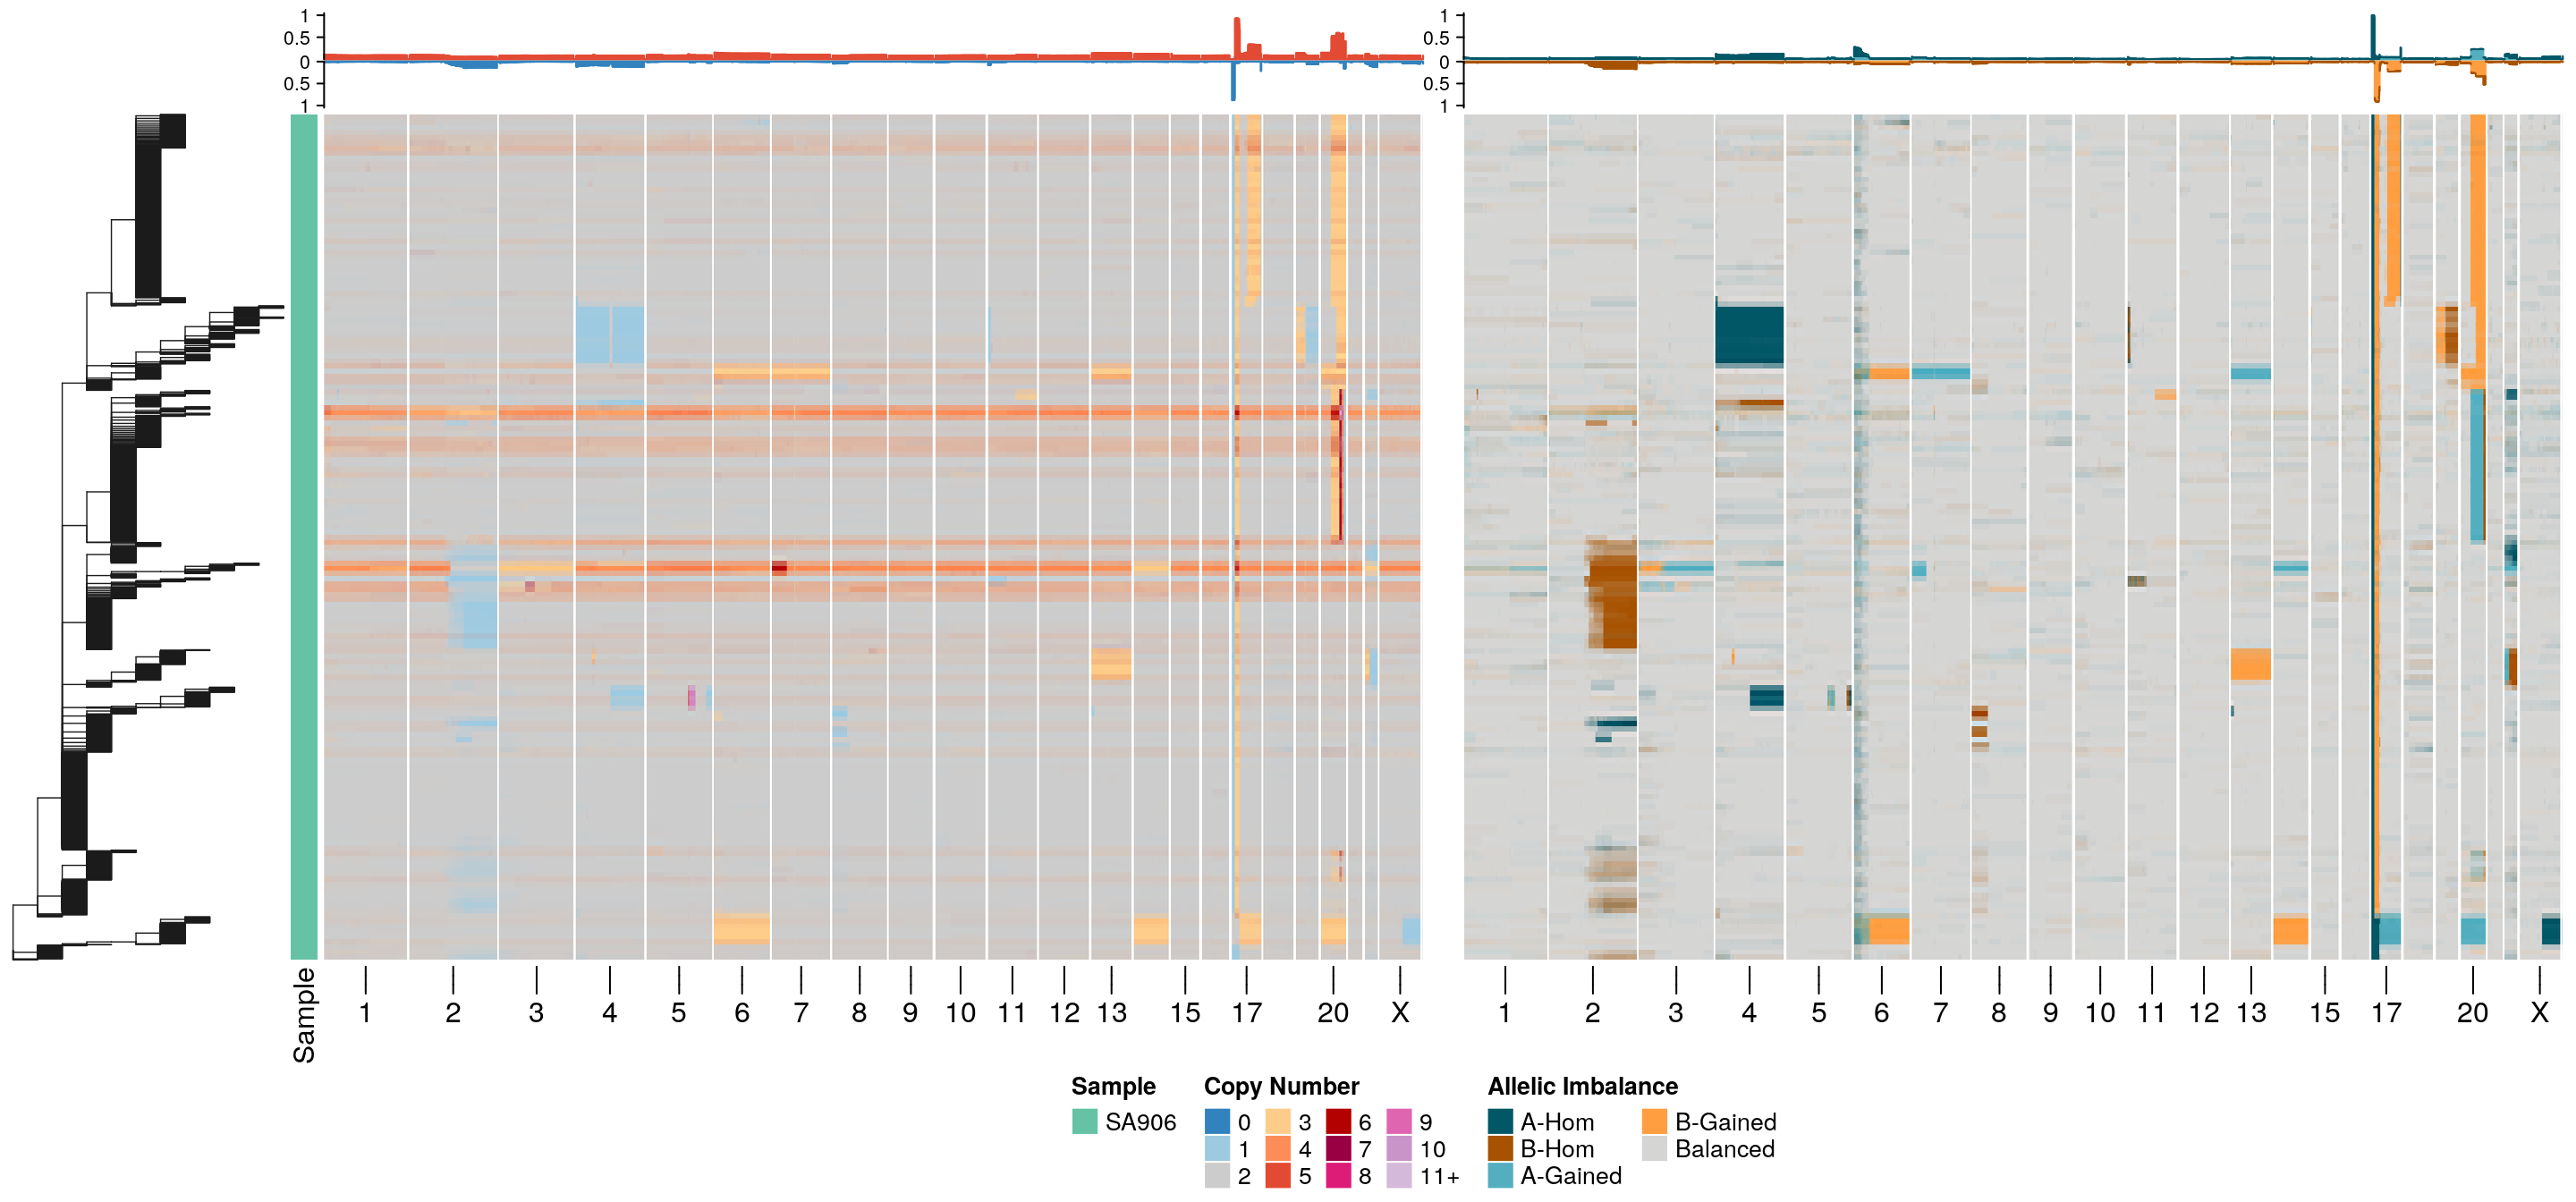 1 1
0.5 0.5
0 0
0.5 0.5
1 1
Sample
1 2 3 4 5 6 7 8 9 10 11 12 13 15 17 20 X 1 2 3 4 5 6 7 8 9 10 11 12 13 15 17 20 X
Sample Copy Number Allelic Imbalance
SA906 0 3 6 9 A-Hom B-Gained
1 4 7 10 B-Hom Balanced
2 5 8 11+ A-Gained